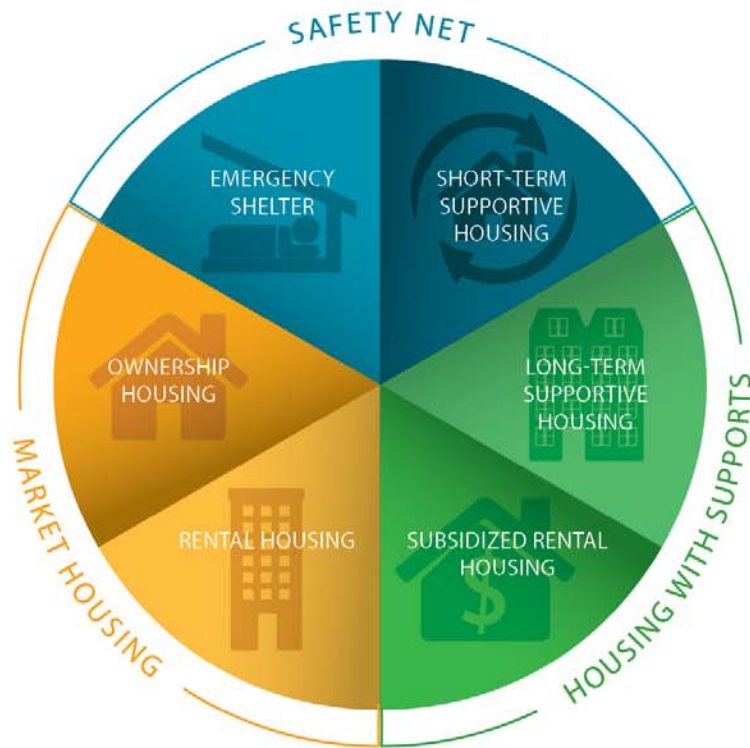 SAFETY NET
EMERGENCY
SHELTER
SHORT-TERM
SUPPORTIVE
HOUSING
OWNERSHIP
HOUSING
LONG-TERM
SUPPORTIVE
HOUSING
RENTAL HOUSING
SUBSIDIZED RENTAL
HOUSING
$
MARKET HOUSING
HOUSING WITH SUPPORTS